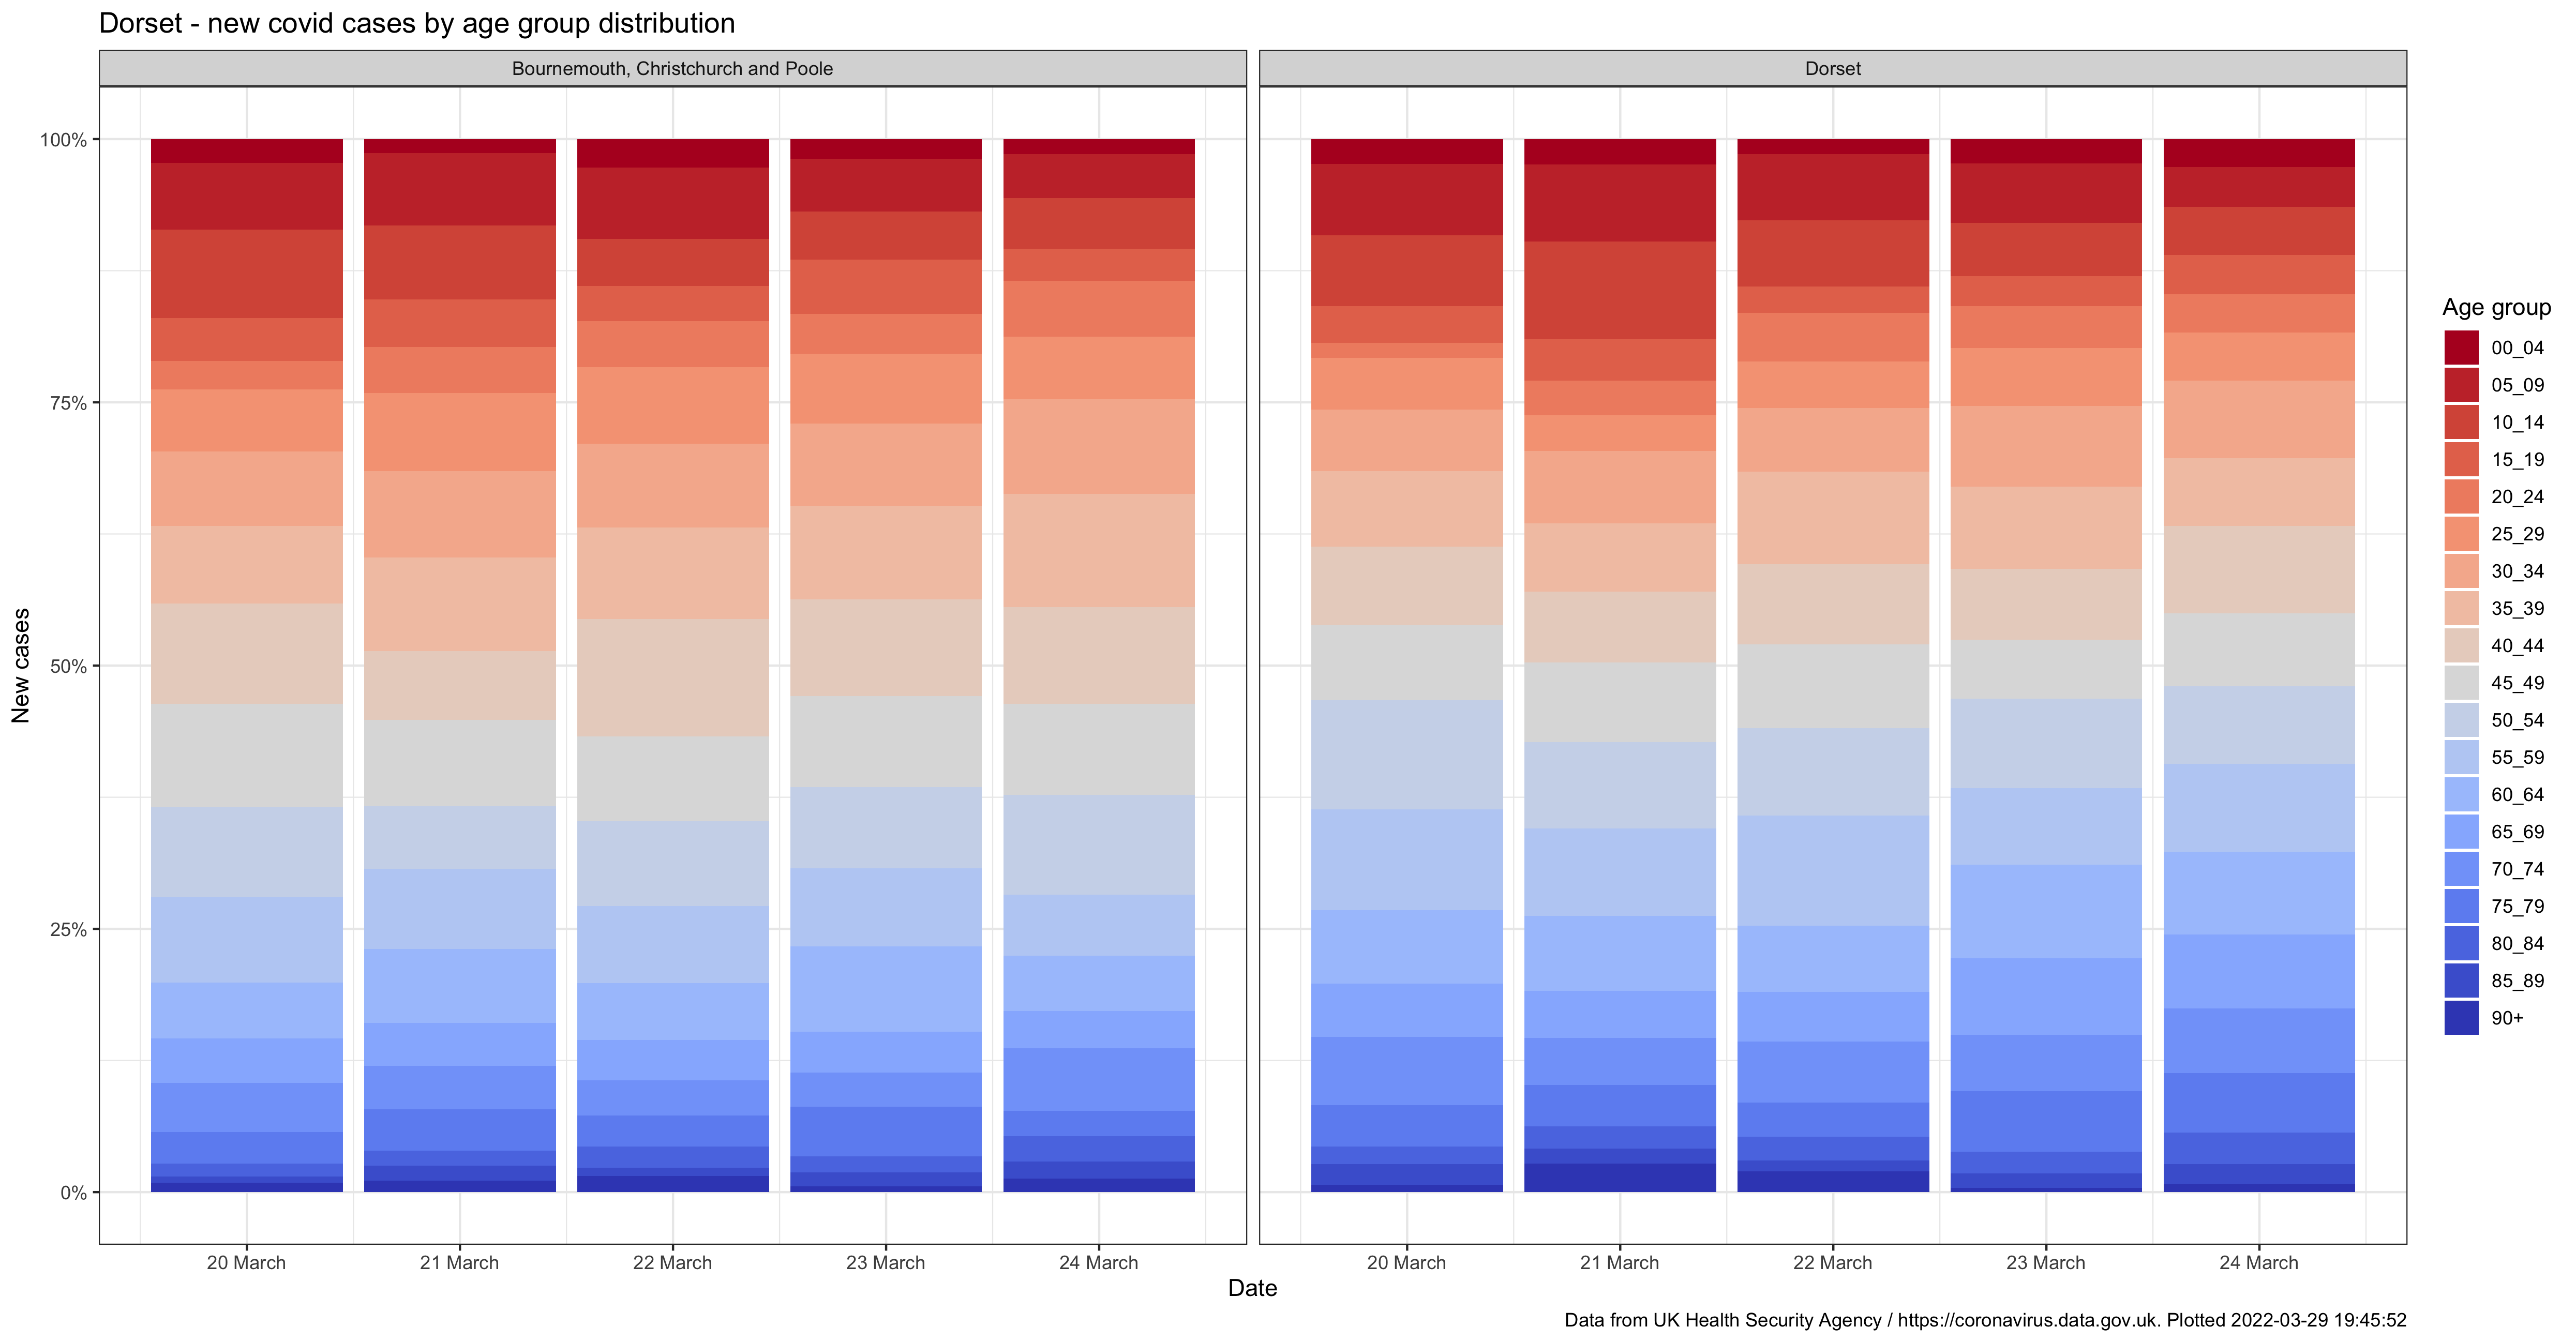 Dorset - new covid cases by age group distribution
Bournemouth, Christchurch and Poole
Dorset
New cases
100%
75%
50%
25%
0%
20 March
21 March
22 March
23 March
24 March
20 March
21 March
22 March
23 March
24 March
Date
Age group
00_04
05_09
10_14
15_19
20_24
25_29
30_34
35_39
40_44
45_49
50_54
55_59
60_64
65_69
70_74
75_79
80_84
85_89
90+
Data from UK Health Security Agency / https://coronavirus.data.gov.uk. Plotted 2022-03-29 19:45:52